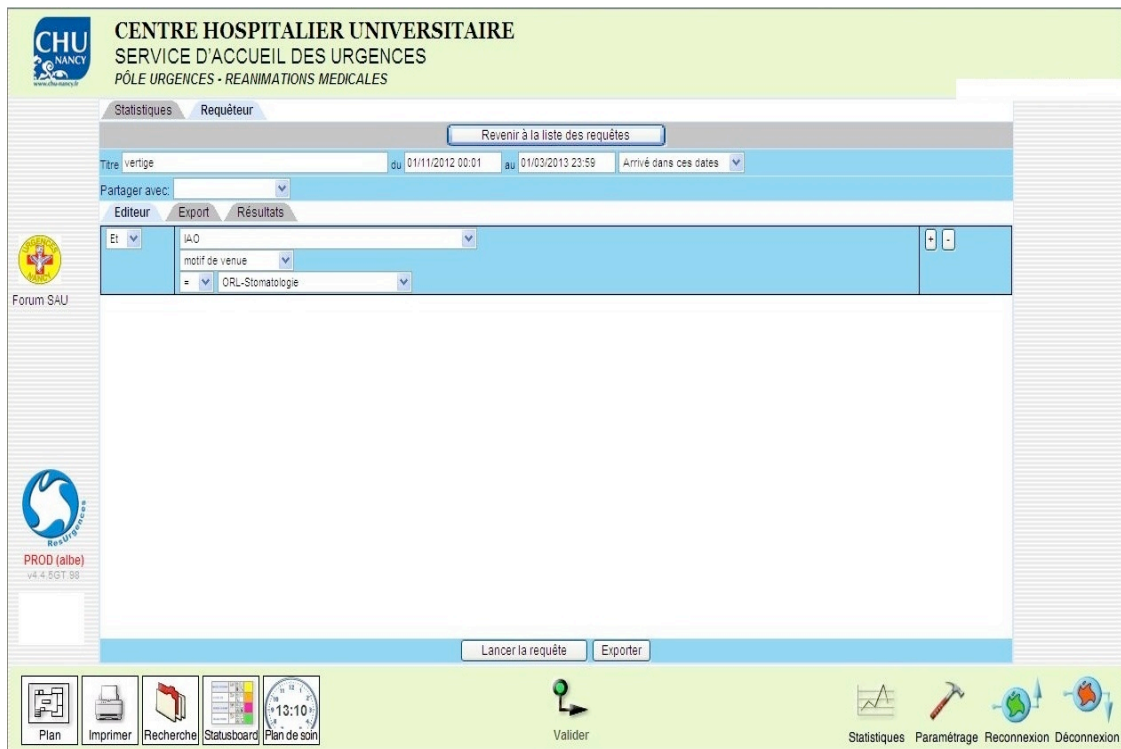 CHU
NANCY
www.chu-nancy.fr
CENTRE HOSPITALIER UNIVERSITAIRE
SERVICE D'ACCUEIL DES URGENCES
PÔLE URGENCES - REANIMATIONS MEDICALES
Statistiques Requêteur
Revenir à la liste des requêtes
Titre vertige du 01/11/2012 00:01 au 01/03/2013 23:59 Arrivé dans ces dates
Partager avec:
Editeur Export Résultats
Et IAO + -
motif de venue
= ORL-Stomatologie
URGENCES
NANCY
Forum SAU
ResUrgences
PROD (albe)
v4.4.5GT.98
Lancer la requête Exporter
13:10
Plan Imprimer Recherche Statusboard Plan de soin Valider Statistiques Paramétrage Reconnexion Déconnexion